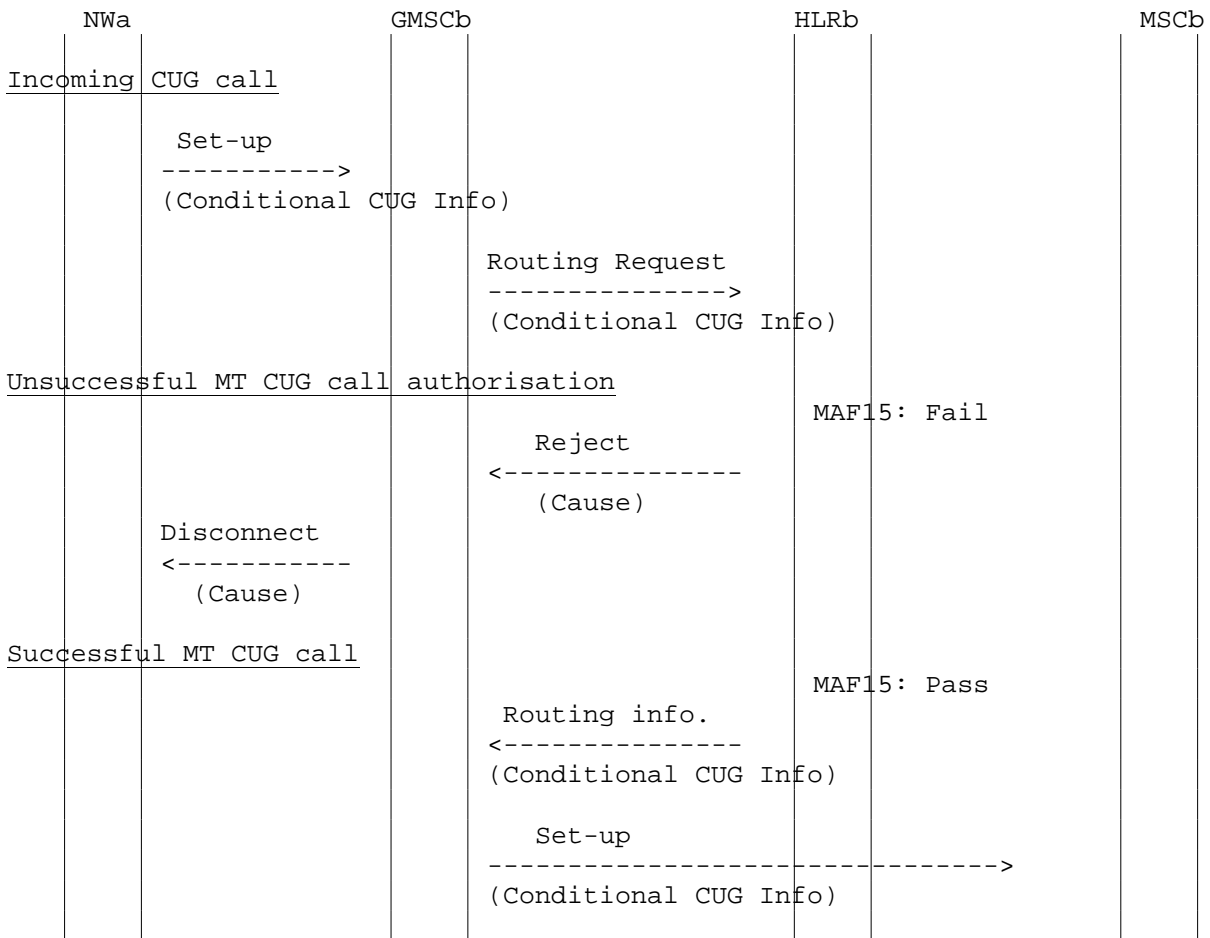 NWa GMSCb HLRb MSCb
Incoming CUG call
Set-up
----------->
(Conditional CUG Info)
Routing Request
--------------->
(Conditional CUG Info)
Unsuccessful MT CUG call authorisation
MAF15: Fail
Reject
<---------------
(Cause)
Disconnect
<-----------
(Cause)
Successful MT CUG call
MAF15: Pass
Routing info.
<---------------
(Conditional CUG Info)
Set-up
-------------------------------->
(Conditional CUG Info)